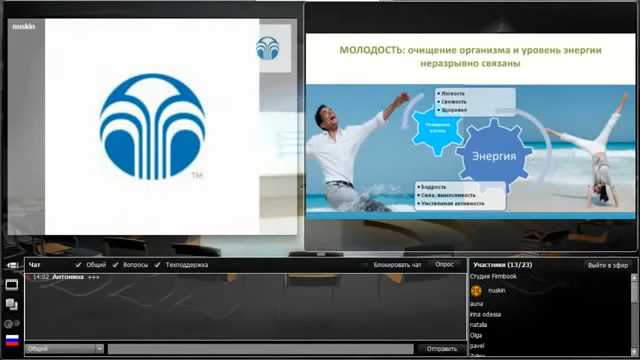 nuskin
TM
МОЛОДОСТЬ: очищение организма и уровень энергии
неразрывно связаны
• Легкость
• Свежесть
• Здоровье
Энергия
• Бодрость
• Сила, выносливость
• Умственная активность
Чат
Общий
Вопросы
Техподдержка
Блокировать чат
Опрос
14:02 Антонина +++
Общий
Отправить
Участники (13/23)
Выйти в эфир
Студия Firmbook
nuskin
auna
irina odessa
natalia
Olga
pavel